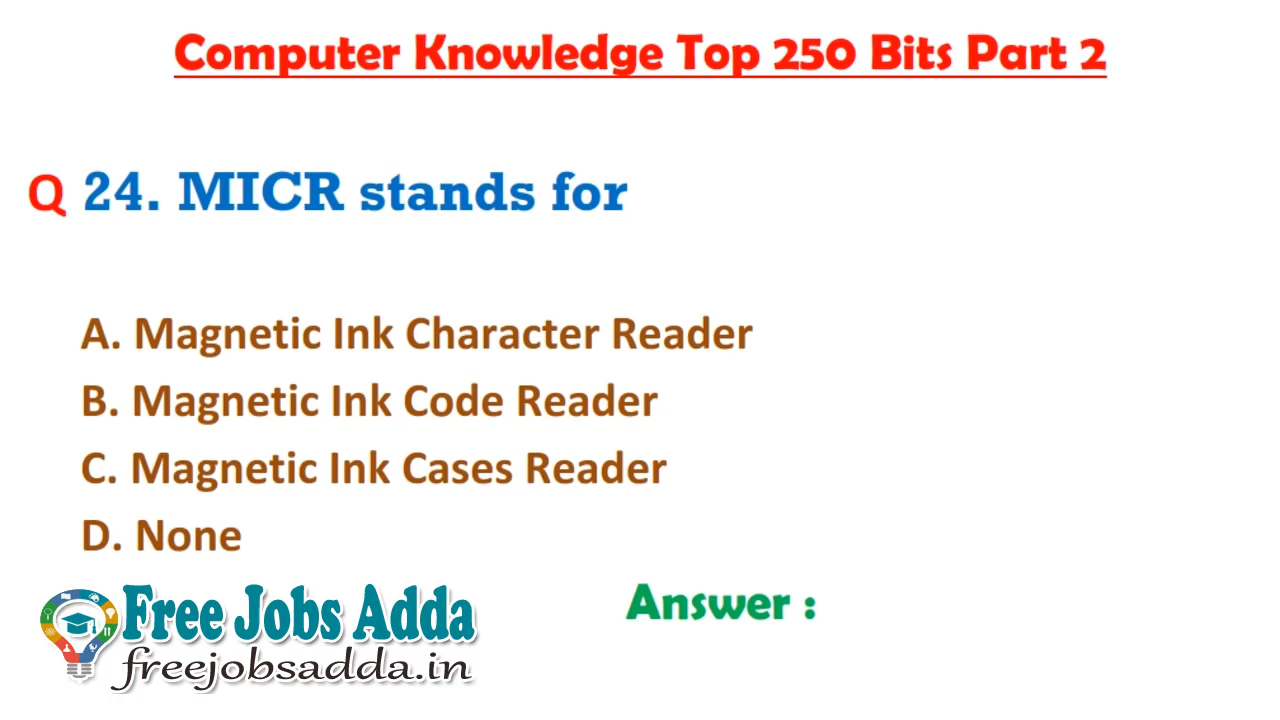 Computer Knowledge Top 250 Bits Part 2
Q 24. MICR stands for
A. Magnetic Ink Character Reader
B. Magnetic Ink Code Reader
C. Magnetic Ink Cases Reader
D. None
Free Jobs Adda
freejobsadda.in
Answer :